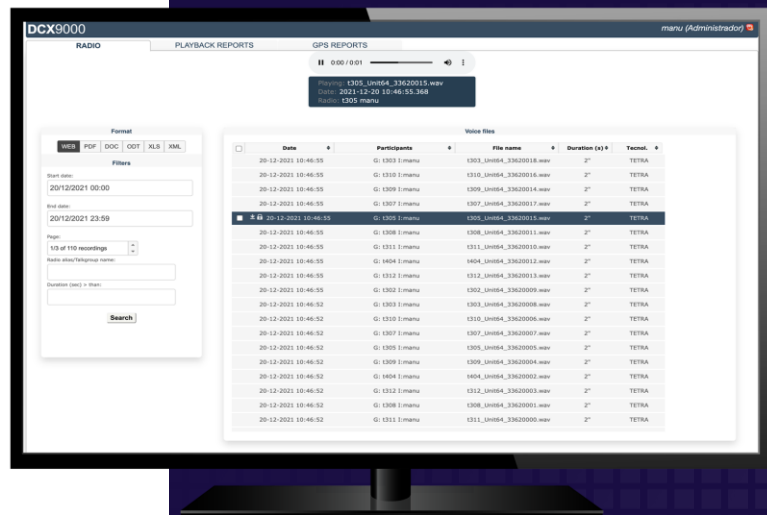 DCX9000
manu (Administrador)
RADIO PLAYBACK REPORTS GPS REPORTS
0:00 / 0:01
Playing: t305_Unit64_33620015.wav
Date: 2021-12-20 10:46:55.368
Radio: t305 manu
Format
WEB PDF DOC ODT XLS XML
Filters
Start date:
20/12/2021 00:00
End date:
20/12/2021 23:59
Page:
1/3 of 110 recordings
Radio alias/Talkgroup name:
Duration (sec) > than:
Search
Voice files
Date Participants File name Duration (s) Tecnol.
20-12-2021 10:46:55 G: t303 I:manu t303_Unit64_33620018.wav 2" TETRA
20-12-2021 10:46:55 G: t310 I:manu t310_Unit64_33620016.wav 2" TETRA
20-12-2021 10:46:55 G: t309 I:manu t309_Unit64_33620014.wav 2" TETRA
20-12-2021 10:46:55 G: t307 I:manu t307_Unit64_33620017.wav 2" TETRA
20-12-2021 10:46:55 G: t305 I:manu t305_Unit64_33620015.wav 2" TETRA
20-12-2021 10:46:55 G: t308 I:manu t308_Unit64_33620011.wav 2" TETRA
20-12-2021 10:46:55 G: t311 I:manu t311_Unit64_33620010.wav 2" TETRA
20-12-2021 10:46:55 G: t404 I:manu t404_Unit64_33620012.wav 2" TETRA
20-12-2021 10:46:55 G: t312 I:manu t312_Unit64_33620013.wav 2" TETRA
20-12-2021 10:46:55 G: t302 I:manu t302_Unit64_33620009.wav 2" TETRA
20-12-2021 10:46:52 G: t303 I:manu t303_Unit64_33620008.wav 2" TETRA
20-12-2021 10:46:52 G: t310 I:manu t310_Unit64_33620006.wav 2" TETRA
20-12-2021 10:46:52 G: t307 I:manu t307_Unit64_33620007.wav 2" TETRA
20-12-2021 10:46:52 G: t305 I:manu t305_Unit64_33620005.wav 2" TETRA
20-12-2021 10:46:52 G: t309 I:manu t309_Unit64_33620004.wav 2" TETRA
20-12-2021 10:46:52 G: t404 I:manu t404_Unit64_33620002.wav 2" TETRA
20-12-2021 10:46:52 G: t312 I:manu t312_Unit64_33620003.wav 2" TETRA
20-12-2021 10:46:52 G: t308 I:manu t308_Unit64_33620001.wav 2" TETRA
20-12-2021 10:46:52 G: t311 I:manu t311_Unit64_33620000.wav 2" TETRA